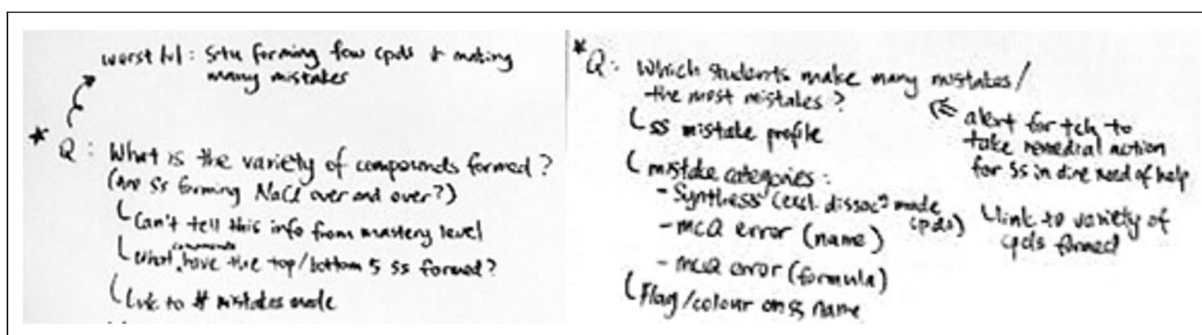 worst lvl: Situ forming few cpds & making
many mistakes
* Q: What is the variety of compounds formed?
(Are Ss forming NaCl over and over?)
Can't tell this info from mastery level
What compounds have the top/bottom 5 Ss formed?
Link to # mistakes made
* Q: Which students make many mistakes/
the most mistakes?
Ss mistake profile
mistake categories:
- Synthesis (excl. dissoc? made cpds)
- MCQ error (name)
- MCQ error (formula)
Flag/colour on Ss name
alert for tch to
take remedial action
for Ss in dire need of help
link to variety of
cpds formed